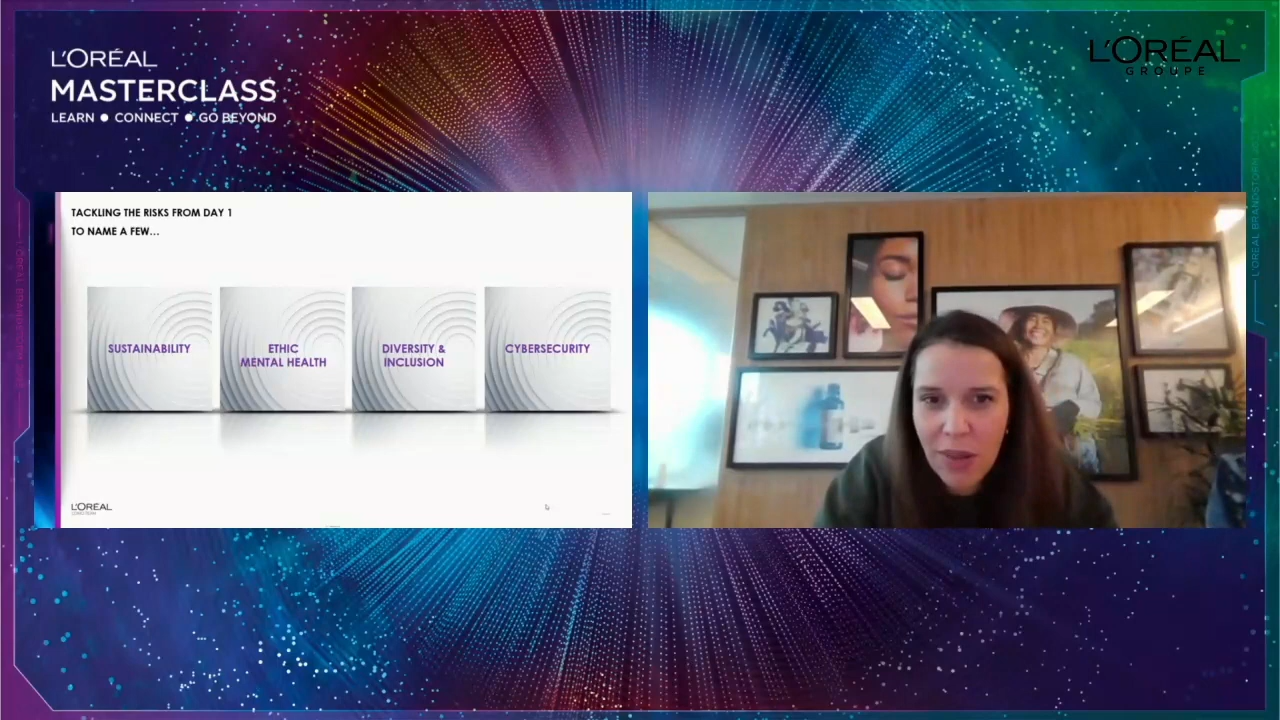 L'ORÉAL
MASTERCLASS
LEARN ● CONNECT ● GO BEYOND
L'ORÉAL
GROUPE
TACKLING THE RISKS FROM DAY 1
TO NAME A FEW...
SUSTAINABILITY
ETHIC
MENTAL HEALTH
DIVERSITY &
INCLUSION
CYBERSECURITY
L'ORÉAL